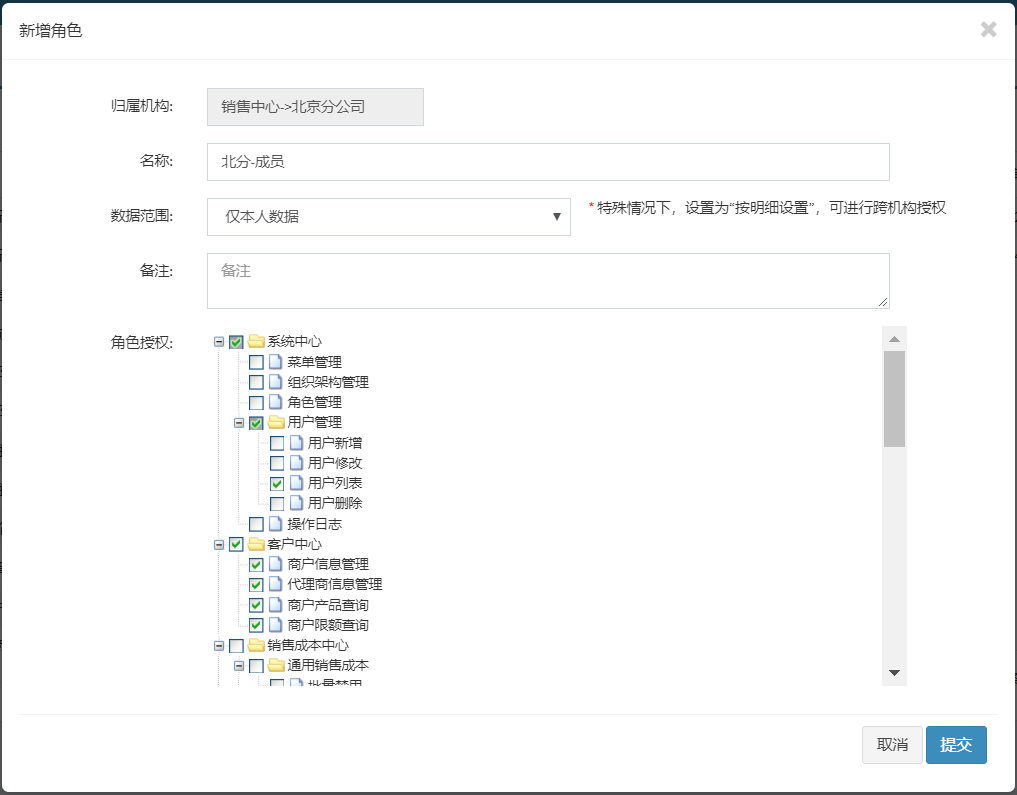 新增角色
归属机构: 销售中心->北京分公司
名称: 北分-成员
数据范围: 仅本人数据 *特殊情况下，设置为“按明细设置”，可进行跨机构授权
备注: 备注
角色授权: 系统中心
菜单管理
组织架构管理
角色管理
用户管理
用户新增
用户修改
用户列表
用户删除
操作日志
客户中心
商户信息管理
代理商信息管理
商户产品查询
商户限额查询
销售成本中心
通用销售成本
批量禁用
取消 提交